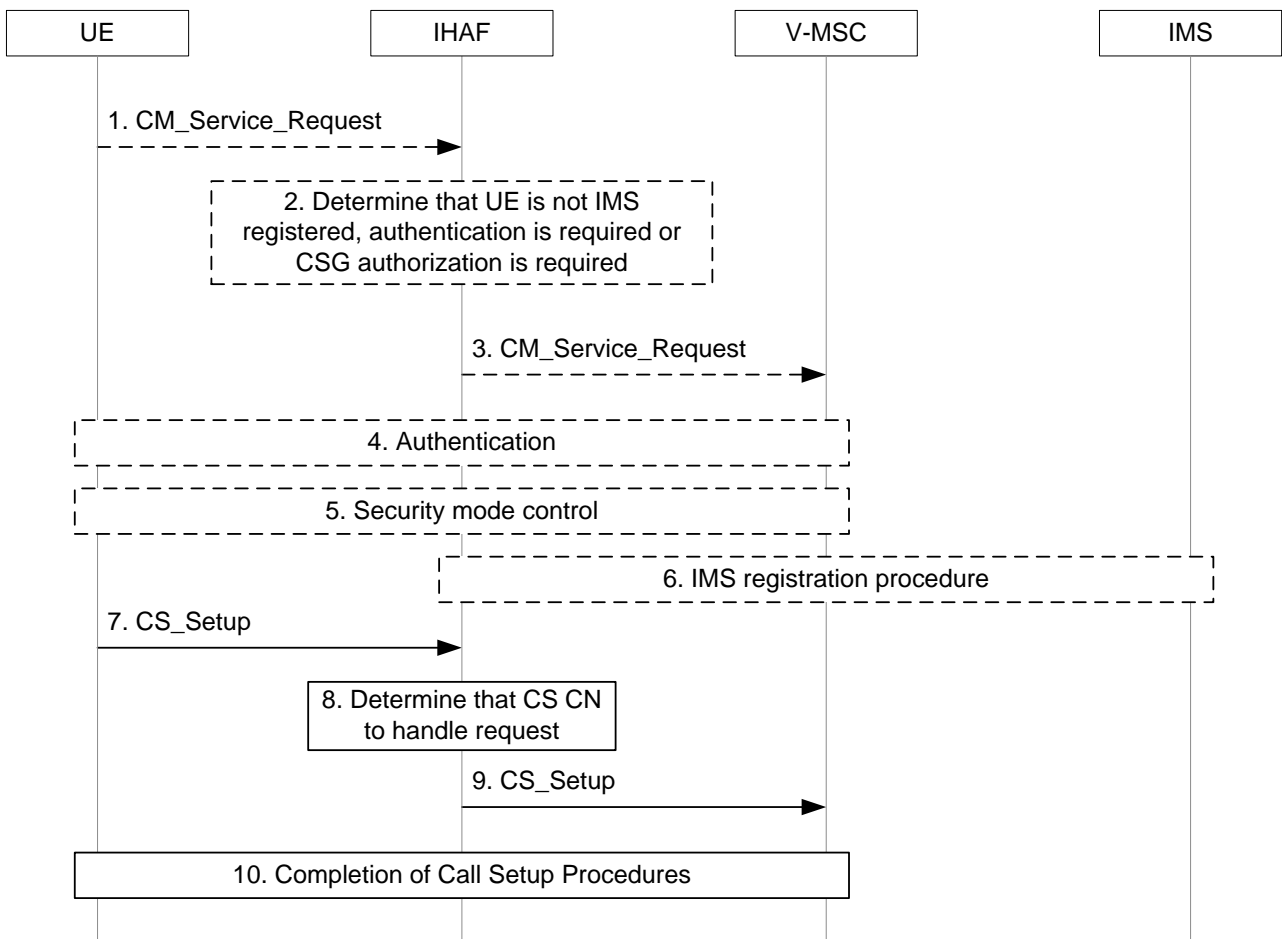 UE
IHAF
V-MSC
IMS
1. CM_Service_Request
2. Determine that UE is not IMS
registered, authentication is required or
CSG authorization is required
3. CM_Service_Request
4. Authentication
5. Security mode control
6. IMS registration procedure
7. CS_Setup
8. Determine that CS CN
to handle request
9. CS_Setup
10. Completion of Call Setup Procedures